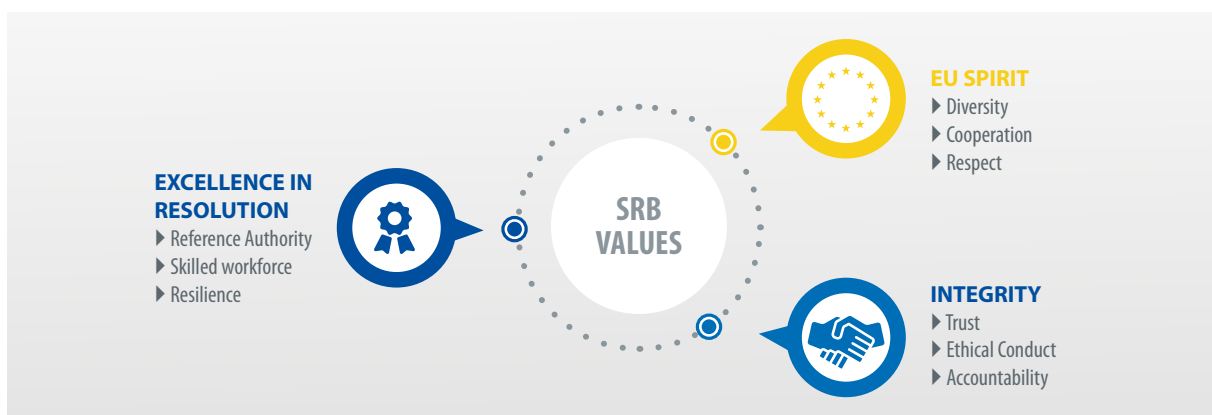 EXCELLENCE IN
RESOLUTION
Reference Authority
Skilled workforce
Resilience
SRB
VALUES
EU SPIRIT
Diversity
Cooperation
Respect
INTEGRITY
Trust
Ethical Conduct
Accountability